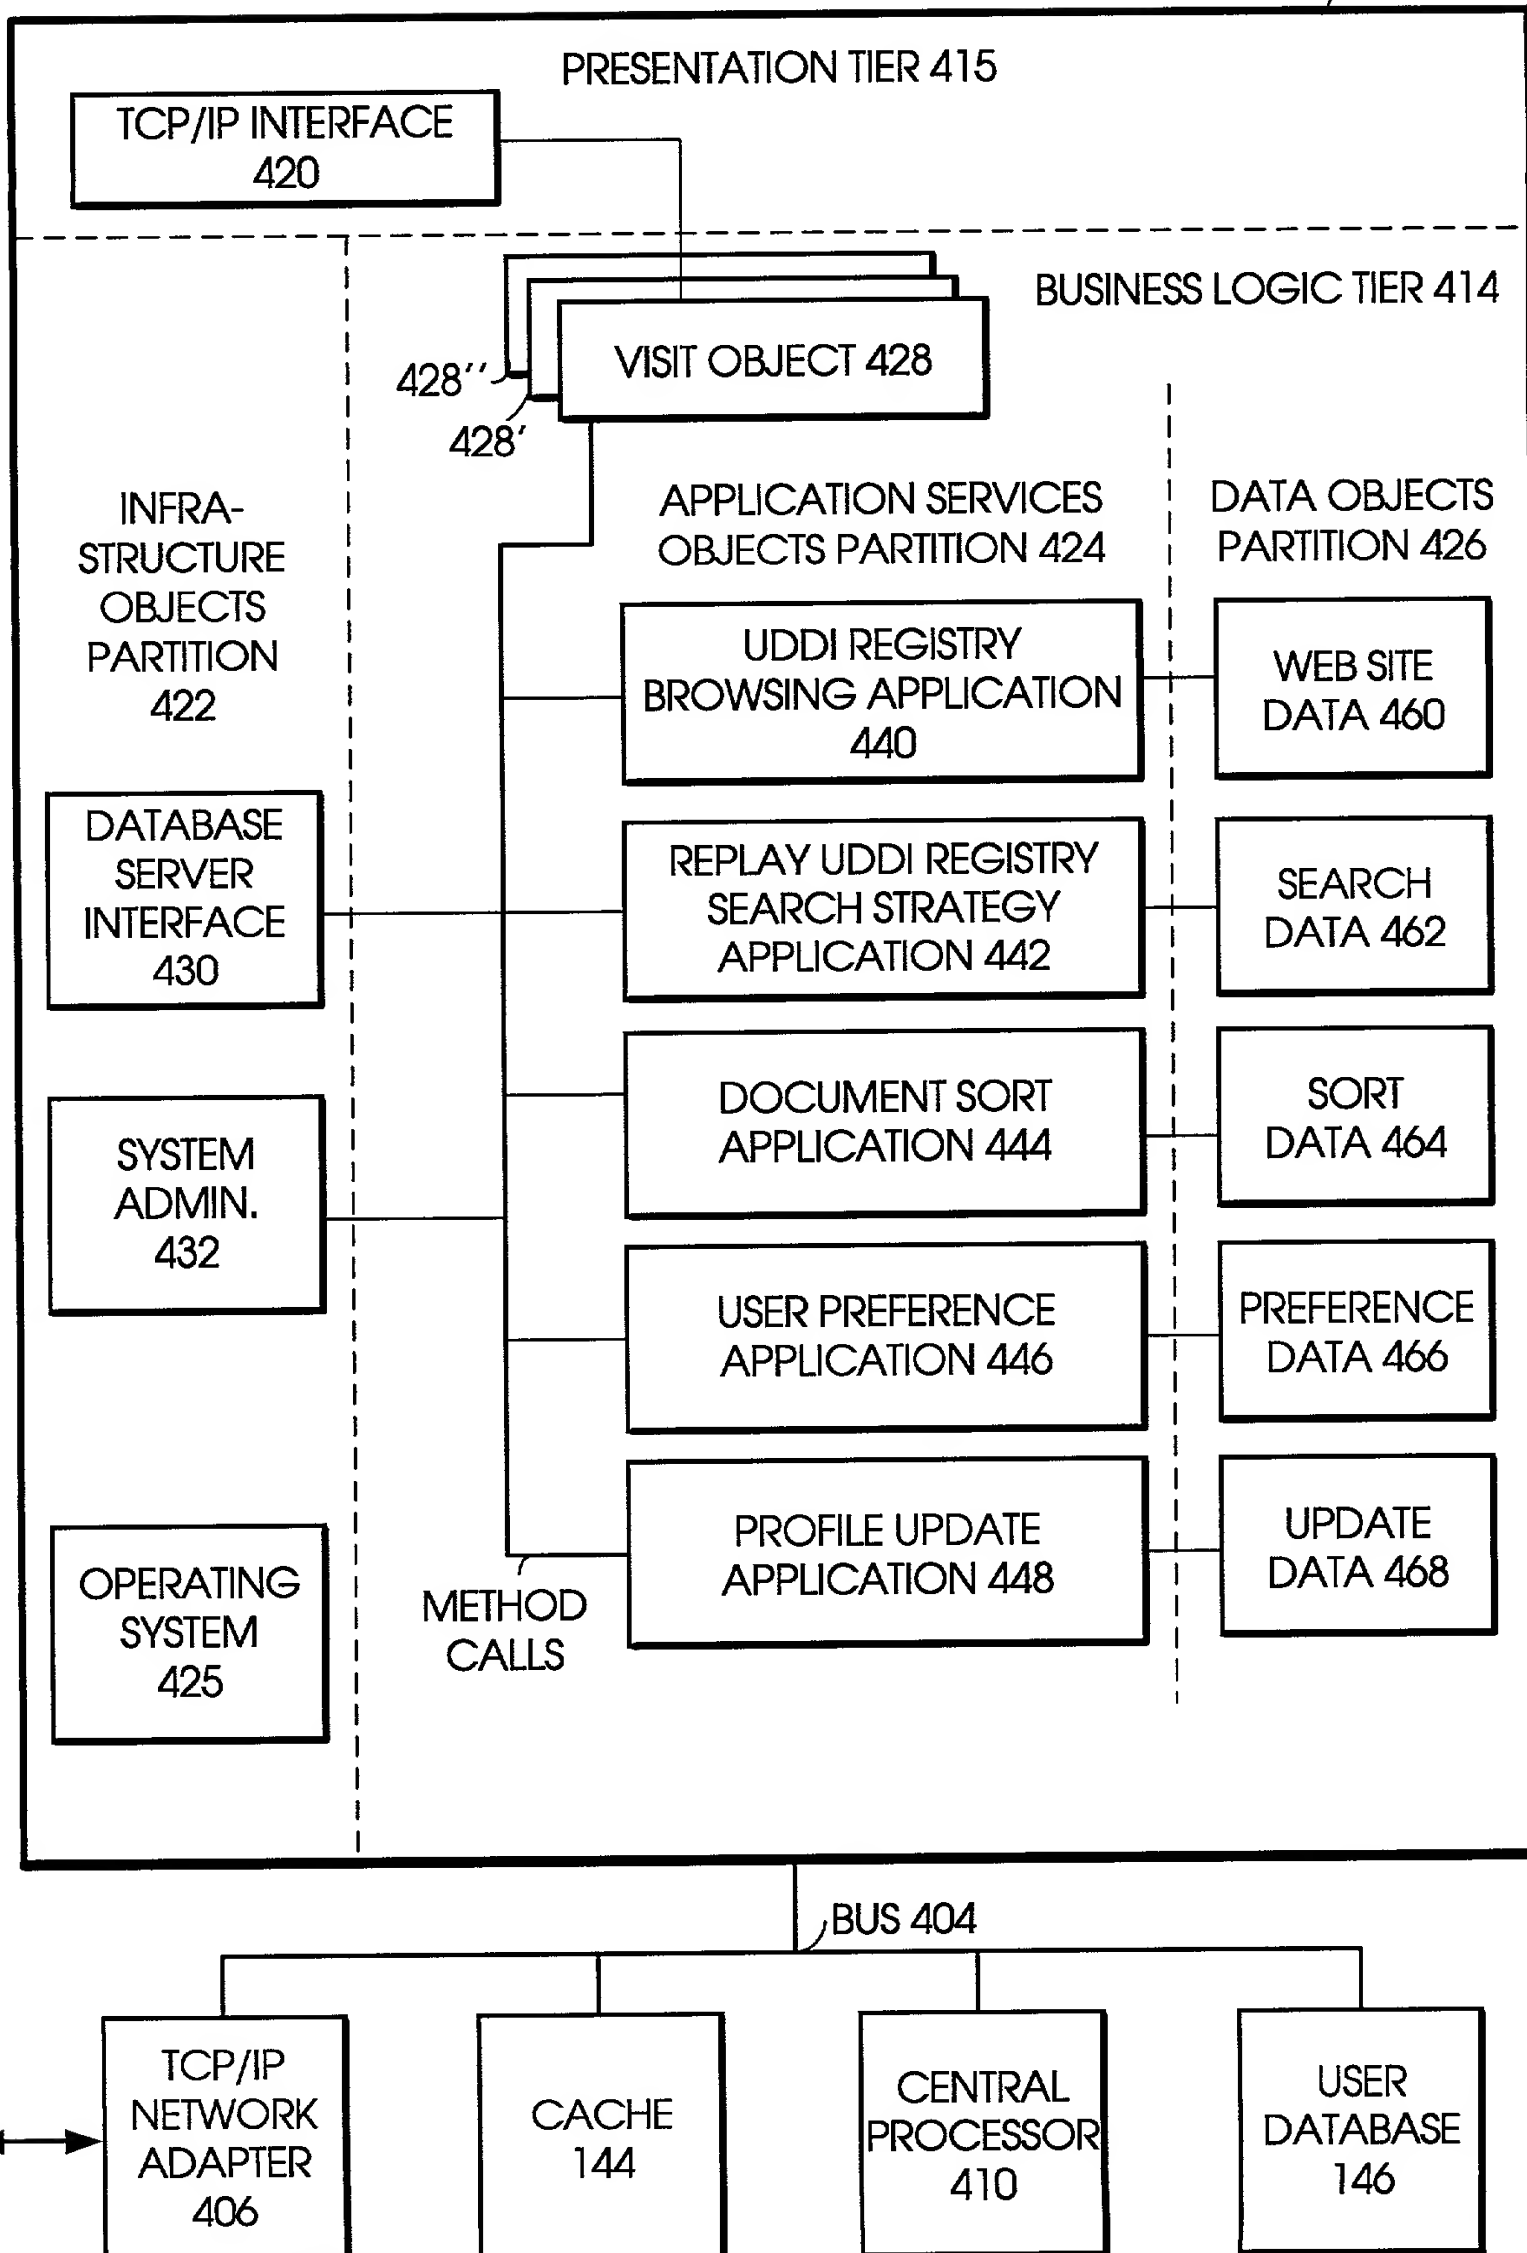 PRESENTATION TIER 415
TCP/IP INTERFACE
420
BUSINESS LOGIC TIER 414
VISIT OBJECT 428
428''
428'
INFRA-
STRUCTURE
OBJECTS
PARTITION
422
APPLICATION SERVICES
OBJECTS PARTITION 424
DATA OBJECTS
PARTITION 426
UDDI REGISTRY
BROWSING APPLICATION
440
WEB SITE
DATA 460
DATABASE
SERVER
INTERFACE
430
REPLAY UDDI REGISTRY
SEARCH STRATEGY
APPLICATION 442
SEARCH
DATA 462
SYSTEM
ADMIN.
432
DOCUMENT SORT
APPLICATION 444
SORT
DATA 464
USER PREFERENCE
APPLICATION 446
PREFERENCE
DATA 466
OPERATING
SYSTEM
425
METHOD
CALLS
PROFILE UPDATE
APPLICATION 448
UPDATE
DATA 468
BUS 404
TCP/IP
NETWORK
ADAPTER
406
CACHE
144
CENTRAL
PROCESSOR
410
USER
DATABASE
146